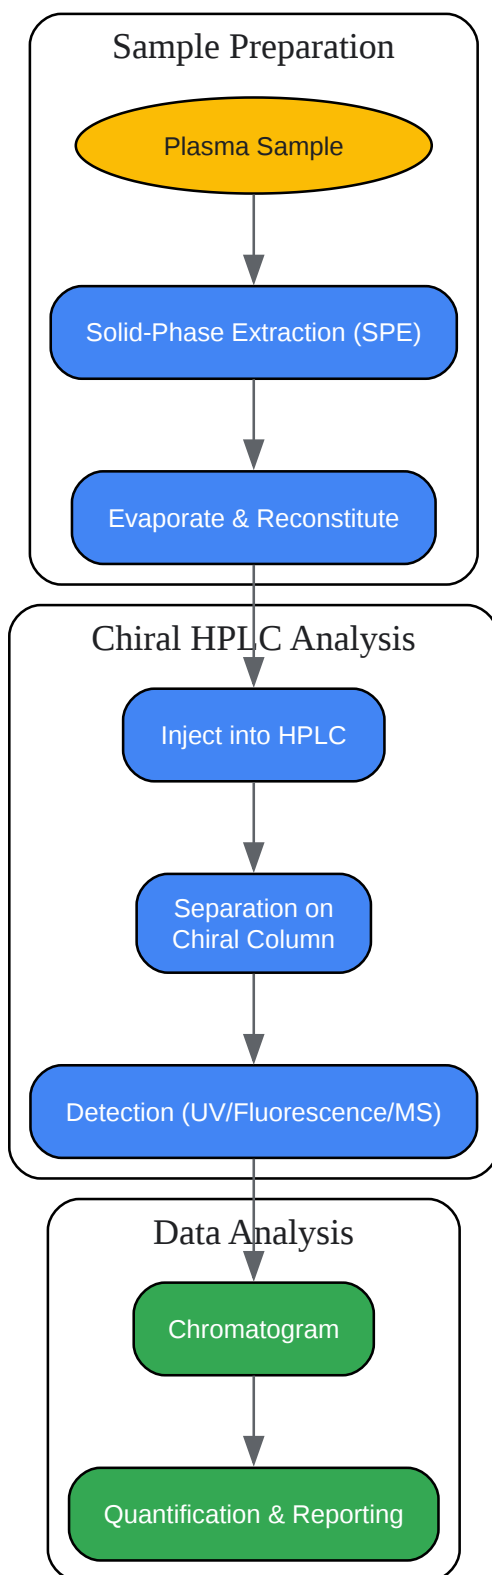 Sample Preparation
Plasma Sample
Solid-Phase Extraction (SPE)
Evaporate & Reconstitute
Chiral HPLC Analysis
Inject into HPLC
Separation on
Chiral Column
Detection (UV/Fluorescence/MS)
Data Analysis
Chromatogram
Quantification & Reporting